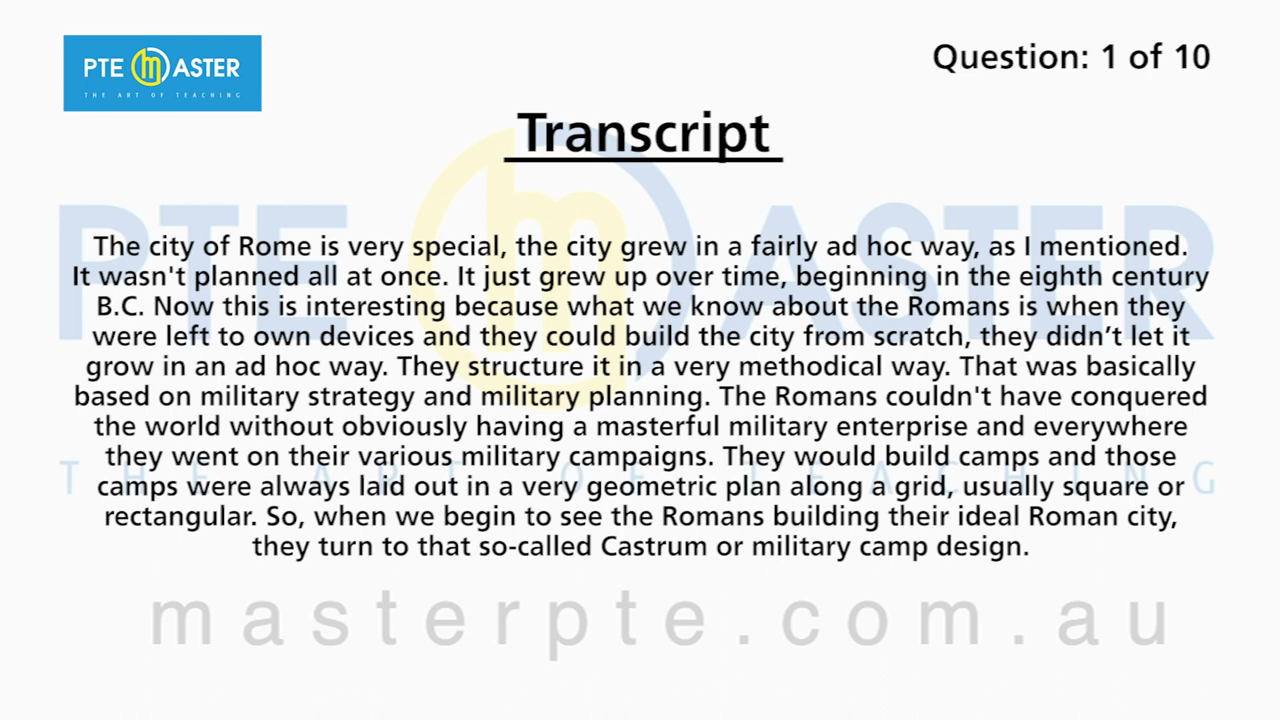 PTE MASTER
THE ART OF TEACHING
Question: 1 of 10
Transcript
The city of Rome is very special, the city grew in a fairly ad hoc way, as I mentioned.
It wasn't planned all at once. It just grew up over time, beginning in the eighth century
B.C. Now this is interesting because what we know about the Romans is when they
were left to own devices and they could build the city from scratch, they didn’t let it
grow in an ad hoc way. They structure it in a very methodical way. That was basically
based on military strategy and military planning. The Romans couldn't have conquered
the world without obviously having a masterful military enterprise and everywhere
they went on their various military campaigns. They would build camps and those
camps were always laid out in a very geometric plan along a grid, usually square or
rectangular. So, when we begin to see the Romans building their ideal Roman city,
they turn to that so-called Castrum or military camp design.
PTE MASTER
THE ART OF TEACHING
masterpte.com.au